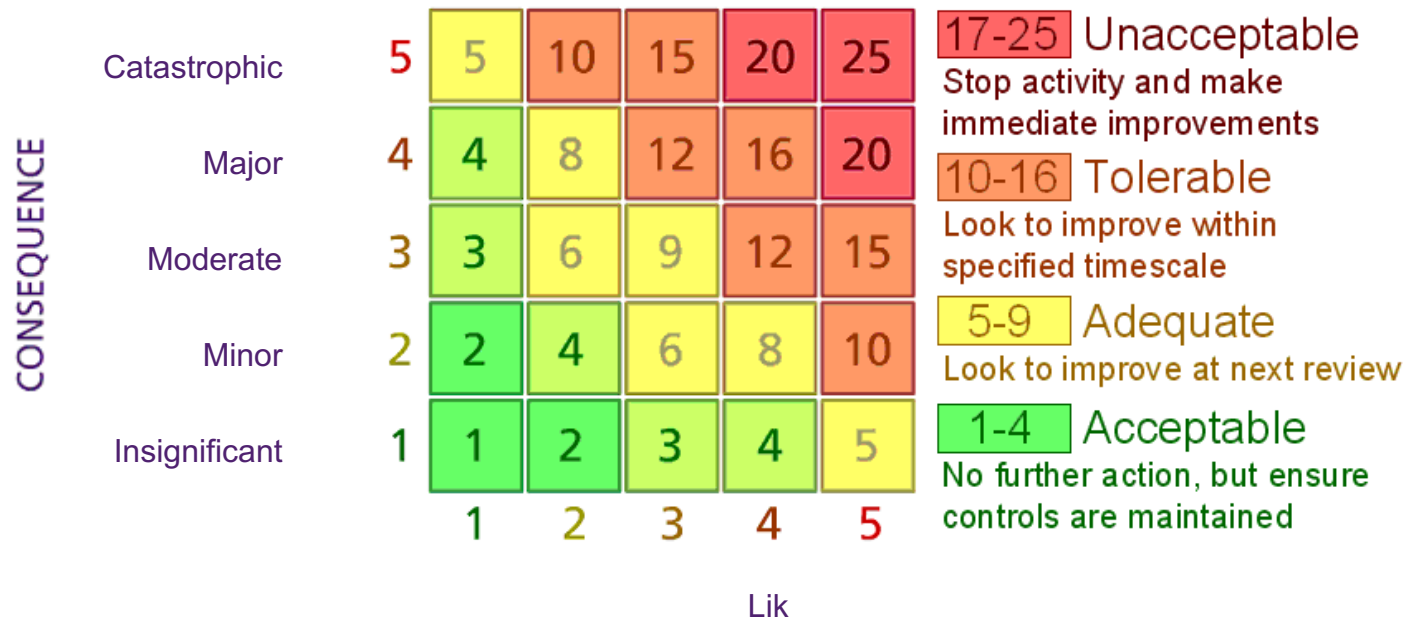 Catastrophic 5 5 10 15 20 25
Major 4 4 8 12 16 20
Moderate 3 3 6 9 12 15
Minor 2 2 4 6 8 10
Insignificant 1 1 2 3 4 5
1 2 3 4 5
CONSEQUENCE
Lik
17-25 Unacceptable
Stop activity and make
immediate improvements
10-16 Tolerable
Look to improve within
specified timescale
5-9 Adequate
Look to improve at next review
1-4 Acceptable
No further action, but ensure
controls are maintained